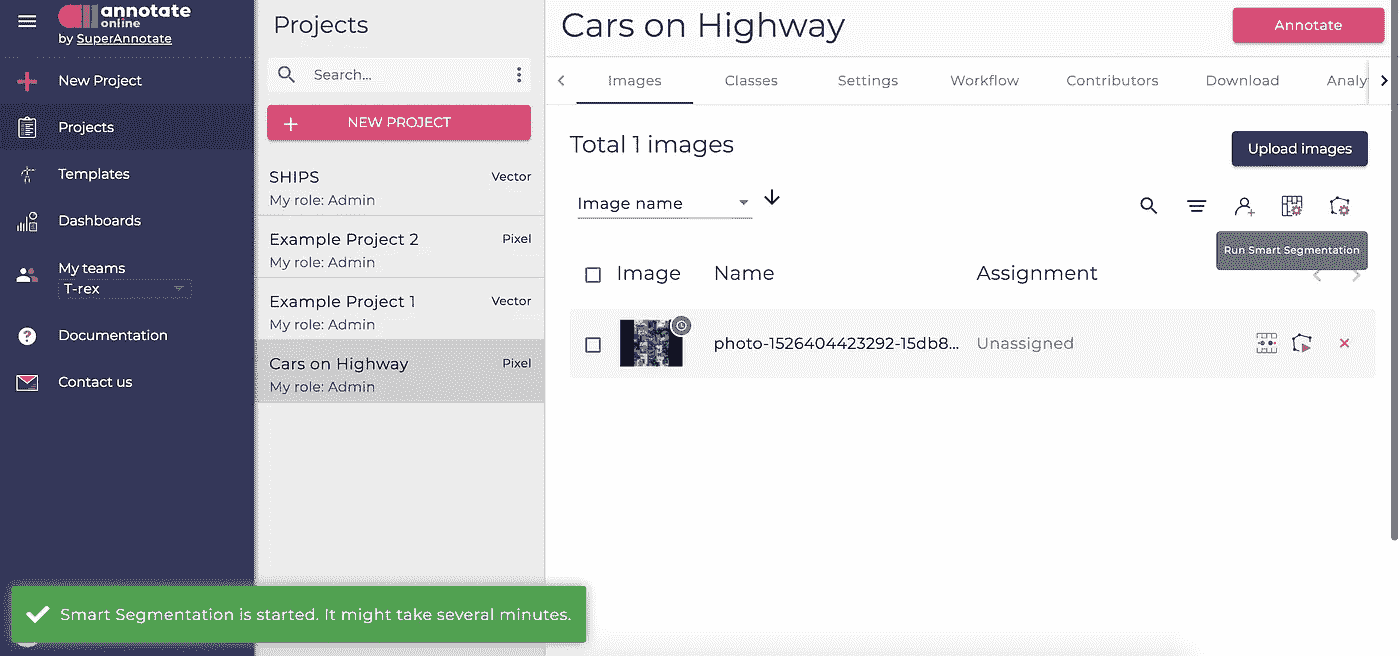 annotate
online
by SuperAnnotate
New Project
Projects
Templates
Dashboards
My teams
T-rex
Documentation
Contact us
Projects
Search...
NEW PROJECT
SHIPS Vector
My role: Admin
Example Project 2 Pixel
My role: Admin
Example Project 1 Vector
My role: Admin
Cars on Highway Pixel
My role: Admin
Cars on Highway
Annotate
Images Classes Settings Workflow Contributors Download Analy
Total 1 images
Upload images
Image name
Run Smart Segmentation
Image Name Assignment
photo-1526404423292-15db8... Unassigned
Smart Segmentation is started. It might take several minutes.